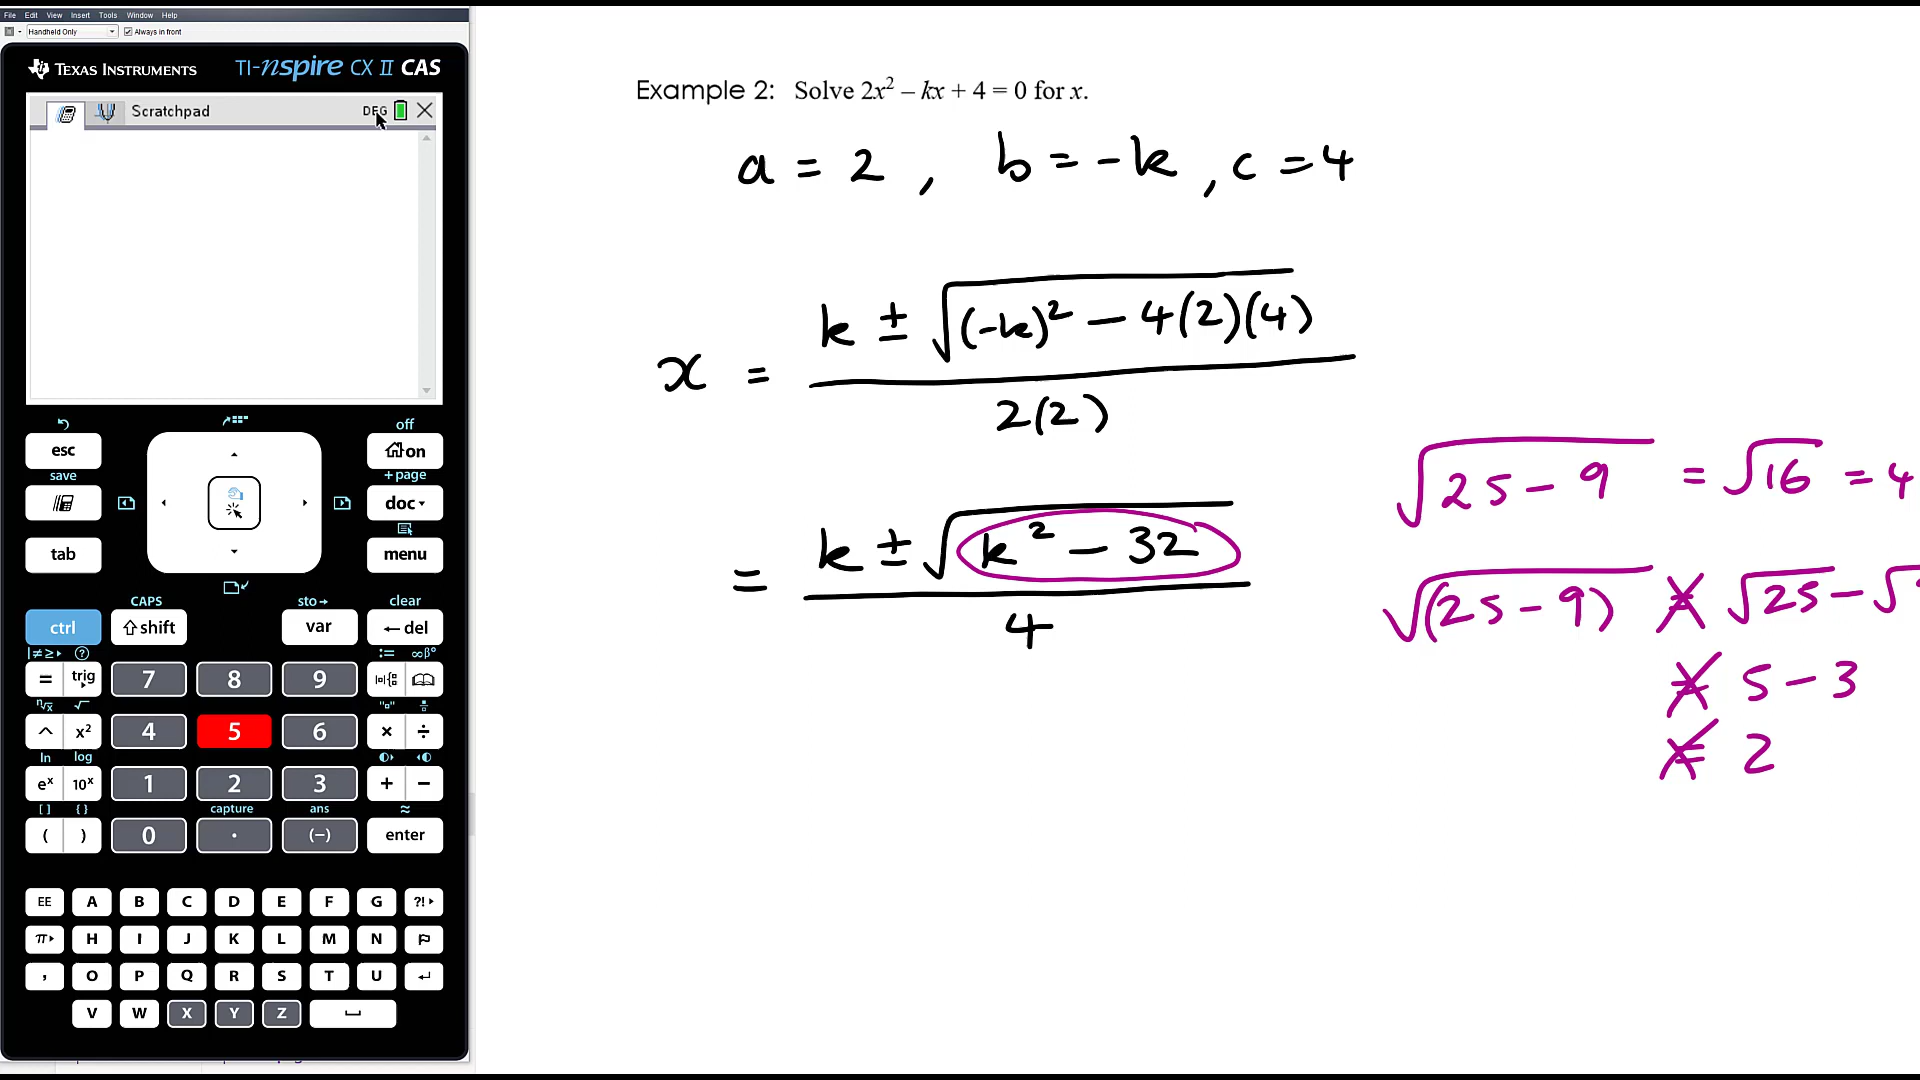 File Edit View Insert Tools Window Help
Handheld Only Always in front
TEXAS INSTRUMENTS TI-nspire CX II CAS
Scratchpad DEG
esc
off
on
save
+page
doc
tab
menu
CAPS sto→ clear
ctrl shift var ←del
|≠≥▸ := ∞β°
= trig 7 8 9
ⁿ√x √
^ x² 4 5 6 × ÷
ln log
eˣ 10ˣ 1 2 3 + −
[ ] { } capture ans ≈
( ) 0 . (−) enter
EE A B C D E F G ?!▸
π▸ H I J K L M N
, O P Q R S T U
V W X Y Z
Example 2: Solve 2x² – kx + 4 = 0 for x.
a = 2 , b = -k , c = 4
x = (k ± √((-k)² − 4(2)(4))) / 2(2)
= (k ± √(k² − 32)) / 4
√(25 − 9) = √16 = 4
√(25 − 9) ≠ √25 − √
≠ 5 − 3
≠ 2